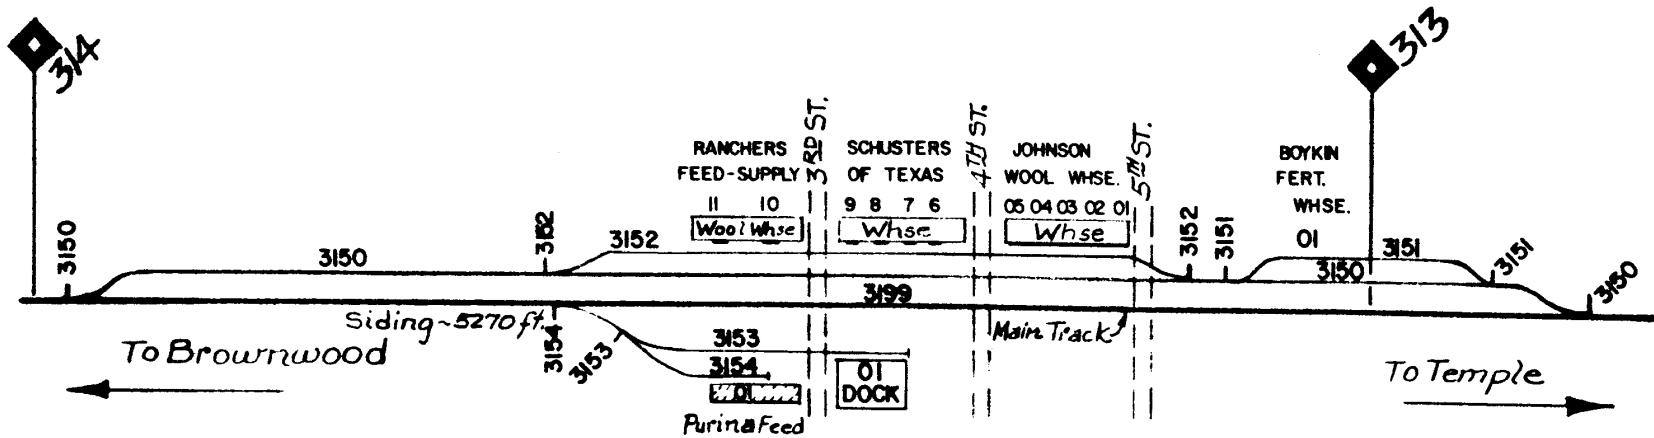 314
313
3RD ST.
4TH ST.
5TH ST.
RANCHERS
FEED-SUPPLY
SCHUSTERS
OF TEXAS
JOHNSON
WOOL WHSE.
BOYKIN
FERT.
WHSE.
11 10
9 8 7 6
05 04 03 02 01
Wool Whse
Whse
Whse
01
3150
3150
3152
3152
3152
3151
3151
3150
3151
3150
3199
Siding ~ 5270 ft.
3154
3153
3153
3154
01
Purina Feed
01
DOCK
Main Track
To Brownwood
To Temple